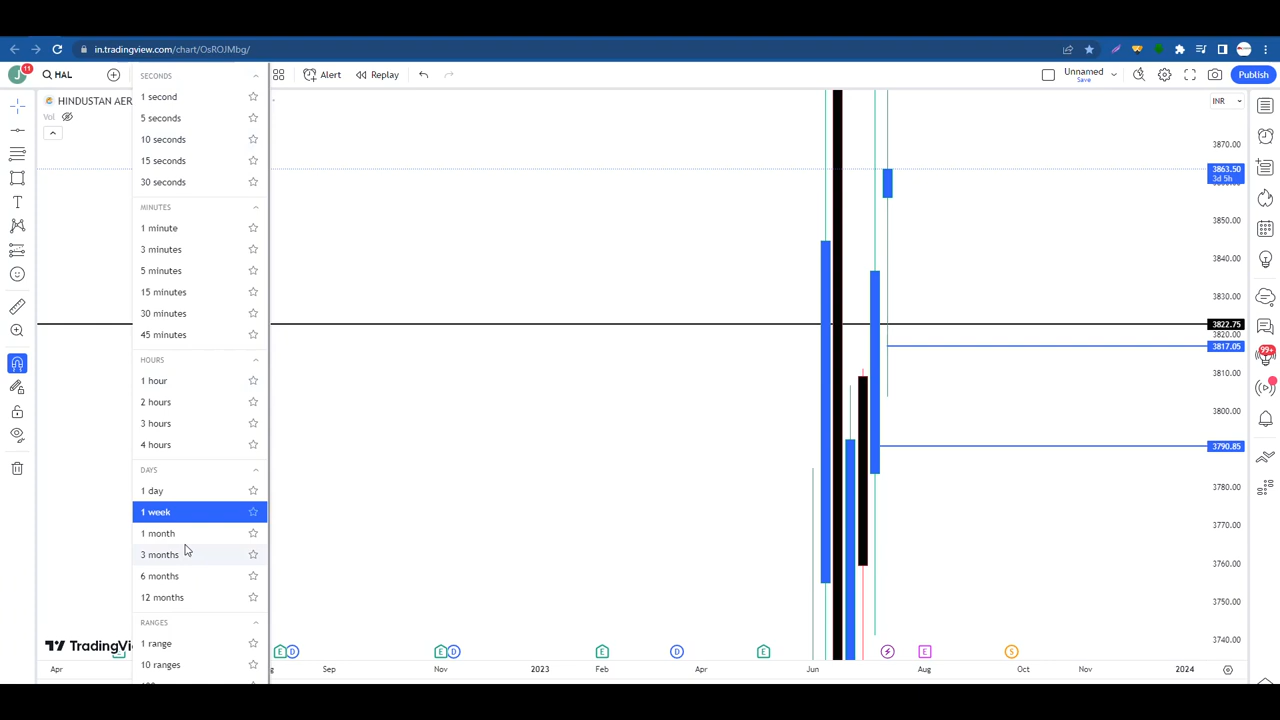 in.tradingview.com/chart/OsROJMbg/
J
11
HAL
Alert
Replay
Unnamed
Save
Publish
HINDUSTAN AER
Vol
SECONDS
1 second
5 seconds
10 seconds
15 seconds
30 seconds
MINUTES
1 minute
3 minutes
5 minutes
15 minutes
30 minutes
45 minutes
HOURS
1 hour
2 hours
3 hours
4 hours
DAYS
1 day
1 week
1 month
3 months
6 months
12 months
RANGES
1 range
10 ranges
INR
3870.00
3863.50
3d 5h
3850.00
3840.00
3830.00
3822.75
3820.00
3817.05
3810.00
3800.00
3790.85
3780.00
3770.00
3760.00
3750.00
3740.00
99+
TradingVi
E D E D E D E E S
Apr
Sep
Nov
2023
Feb
Apr
Jun
Aug
Oct
Nov
2024